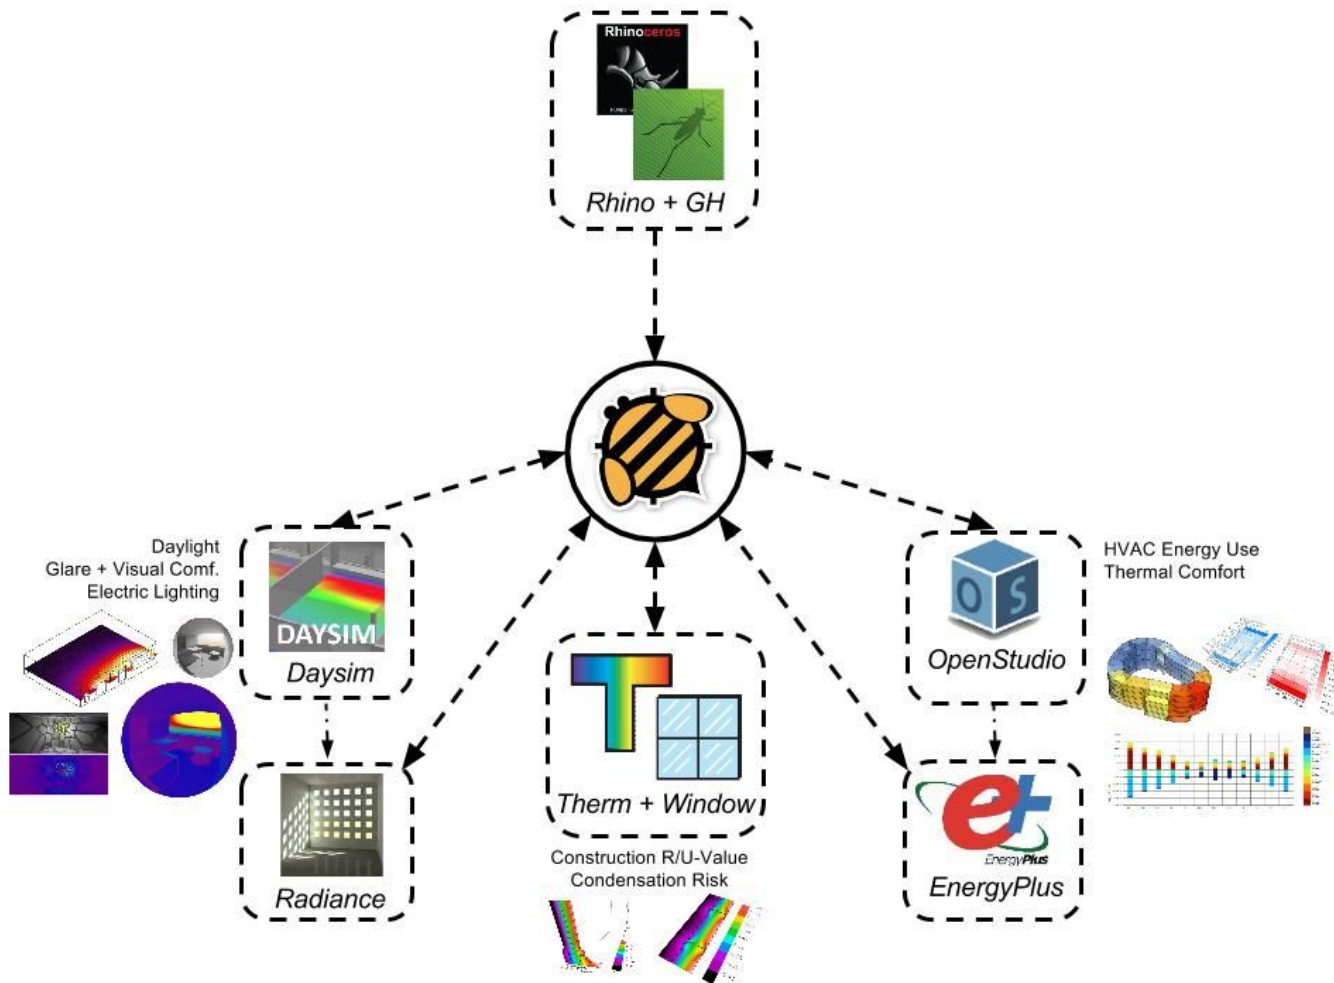 Rhinoceros
Rhino + GH
Daylight
Glare + Visual Comf.
Electric Lighting
DAYSIM
Daysim
OS
OpenStudio
HVAC Energy Use
Thermal Comfort
T
Therm + Window
Radiance
Construction R/U-Value
Condensation Risk
e+
EnergyPlus
EnergyPlus